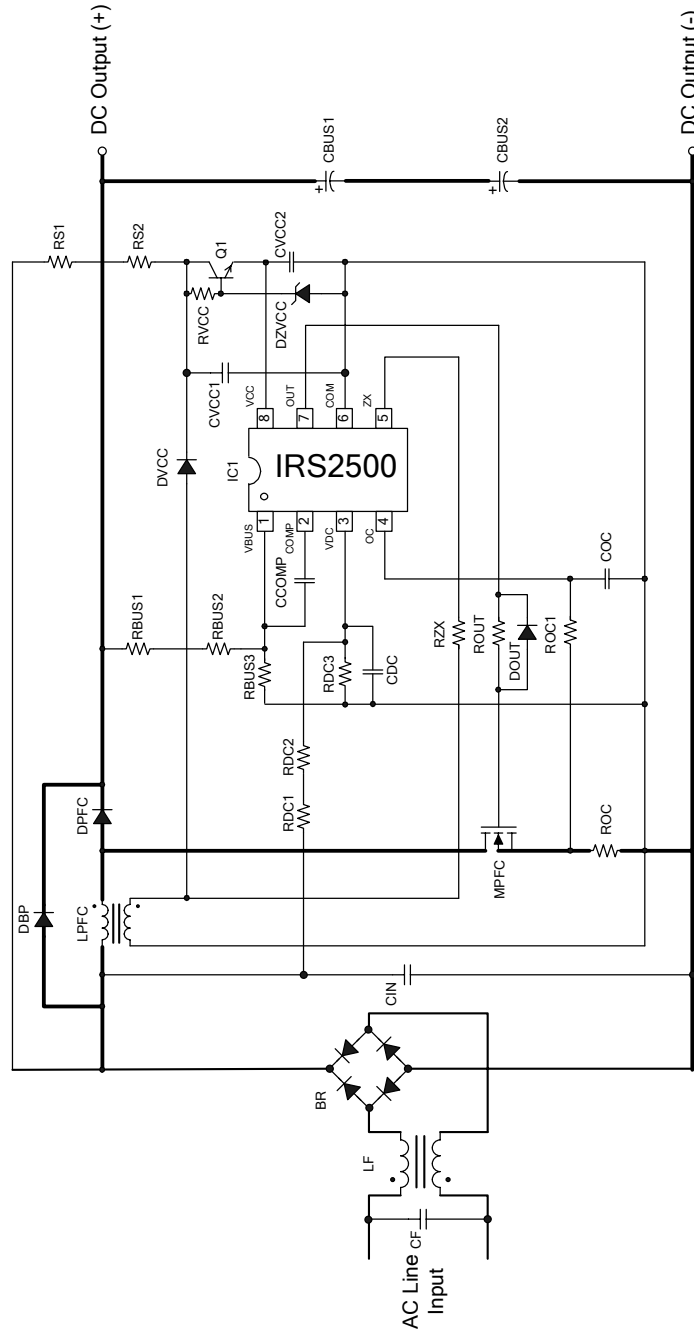 DC Output (+)
DC Output (-)
CBUS1
+
CBUS2
+
RS1
RS2
Q1
CVCC2
RVCC
DZVCC
CVCC1
DVCC
VCC
OUT
COM
ZX
8
7
6
5
IC1
IRS2500
1
2
3
4
VBUS
COMP
VDC
OC
CCOMP
COC
RBUS1
RBUS2
RBUS3
RDC3
CDC
RZX
ROUT
DOUT
ROC1
RDC2
RDC1
DPFC
DBP
LPFC
MPFC
ROC
CIN
BR
LF
CF
AC Line
Input